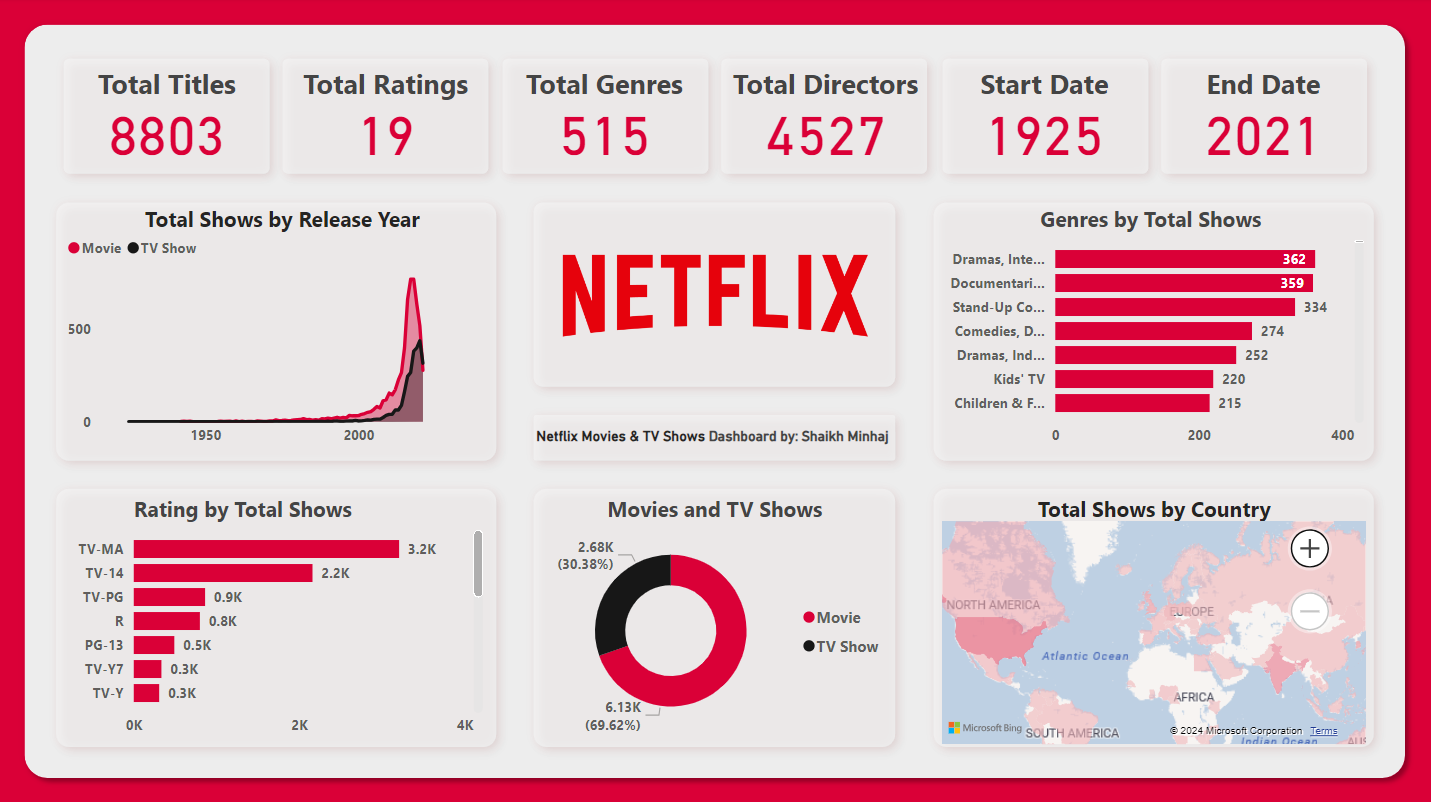 Total Titles
8803
Total Ratings
19
Total Genres
515
Total Directors
4527
Start Date
1925
End Date
2021
Total Shows by Release Year
Movie TV Show
500
0
1950 2000
NETFLIX
Netflix Movies & TV Shows Dashboard by: Shaikh Minhaj
Genres by Total Shows
Dramas, Inte... 362
Documentari... 359
Stand-Up Co... 334
Comedies, D... 274
Dramas, Ind... 252
Kids' TV 220
Children & F... 215
0 200 400
Rating by Total Shows
TV-MA 3.2K
TV-14 2.2K
TV-PG 0.9K
R 0.8K
PG-13 0.5K
TV-Y7 0.3K
TV-Y 0.3K
0K 2K 4K
Movies and TV Shows
2.68K
(30.38%)
Movie
TV Show
6.13K
(69.62%)
Total Shows by Country
NORTH AMERICA
EUROPE
Atlantic Ocean
AFRICA
Microsoft Bing
SOUTH AMERICA
© 2024 Microsoft Corporation Terms
Indian Ocean
AUS